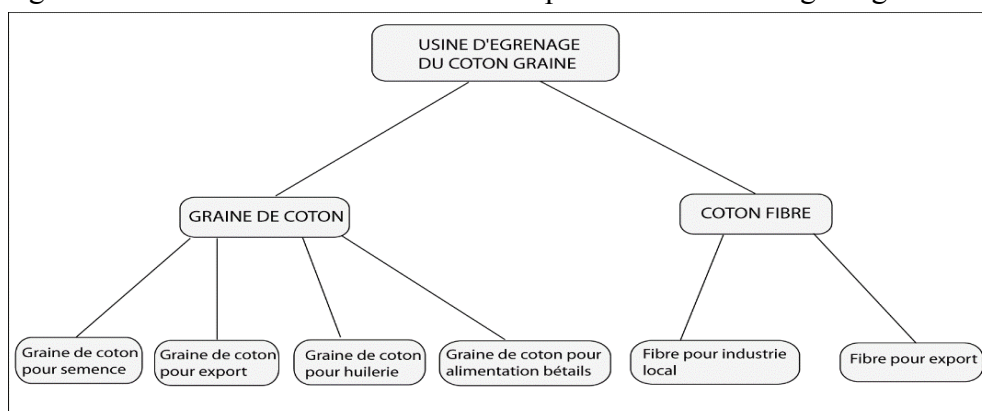 USINE D'EGRENAGE
DU COTON GRAINE
GRAINE DE COTON
COTON FIBRE
Graine de coton
pour semence
Graine de coton
pour export
Graine de coton
pour huilerie
Graine de coton pour
alimentation bétails
Fibre pour industrie
local
Fibre pour export